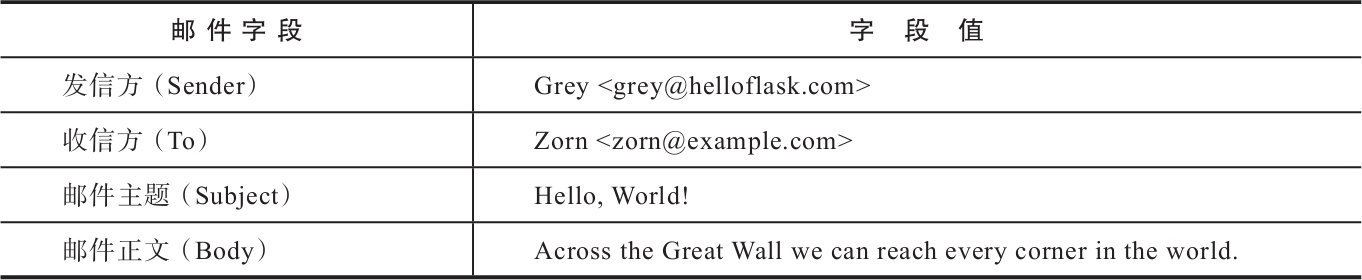 邮件字段 字段值
发信方（Sender） Grey <grey@helloflask.com>
收信方（To） Zorn <zorn@example.com>
邮件主题（Subject） Hello, World!
邮件正文（Body） Across the Great Wall we can reach every corner in the world.